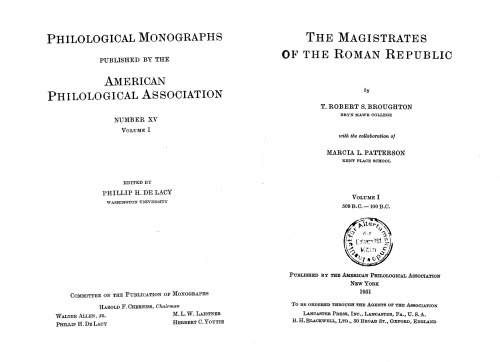 PHILOLOGICAL MONOGRAPHS
PUBLISHED BY THE
AMERICAN
PHILOLOGICAL ASSOCIATION
NUMBER XV
VOLUME I
EDITED BY
PHILLIP H. DE LACY
WASHINGTON UNIVERSITY
COMMITTEE ON THE PUBLICATION OF MONOGRAPHS
HAROLD F. CHERNISS, Chairman
WALTER ALLEN, JR.
M. L. W. LAISTNER
PHILLIP H. DE LACY
HERBERT C. YOUTIE
THE MAGISTRATES
OF THE ROMAN REPUBLIC
by
T. ROBERT S. BROUGHTON
BRYN MAWR COLLEGE
with the collaboration of
MARCIA L. PATTERSON
KENT PLACE SCHOOL
VOLUME I
509 B.C. — 100 B.C.
PUBLISHED BY THE AMERICAN PHILOLOGICAL ASSOCIATION
NEW YORK
1951
TO BE ORDERED THROUGH THE AGENTS OF THE ASSOCIATION
LANCASTER PRESS, INC., LANCASTER, PA., U. S. A.
B. H. BLACKWELL, LTD., 50 BROAD ST., OXFORD, ENGLAND